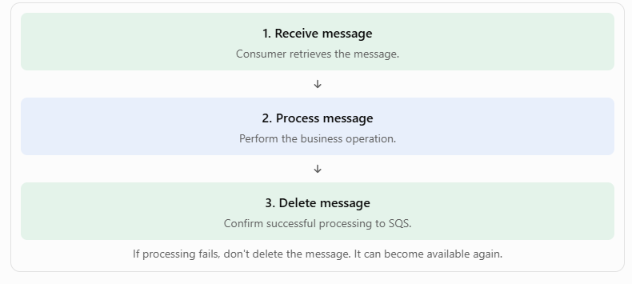 1. Receive message
Consumer retrieves the message.
↓
2. Process message
Perform the business operation.
↓
3. Delete message
Confirm successful processing to SQS.
If processing fails, don't delete the message. It can become available again.